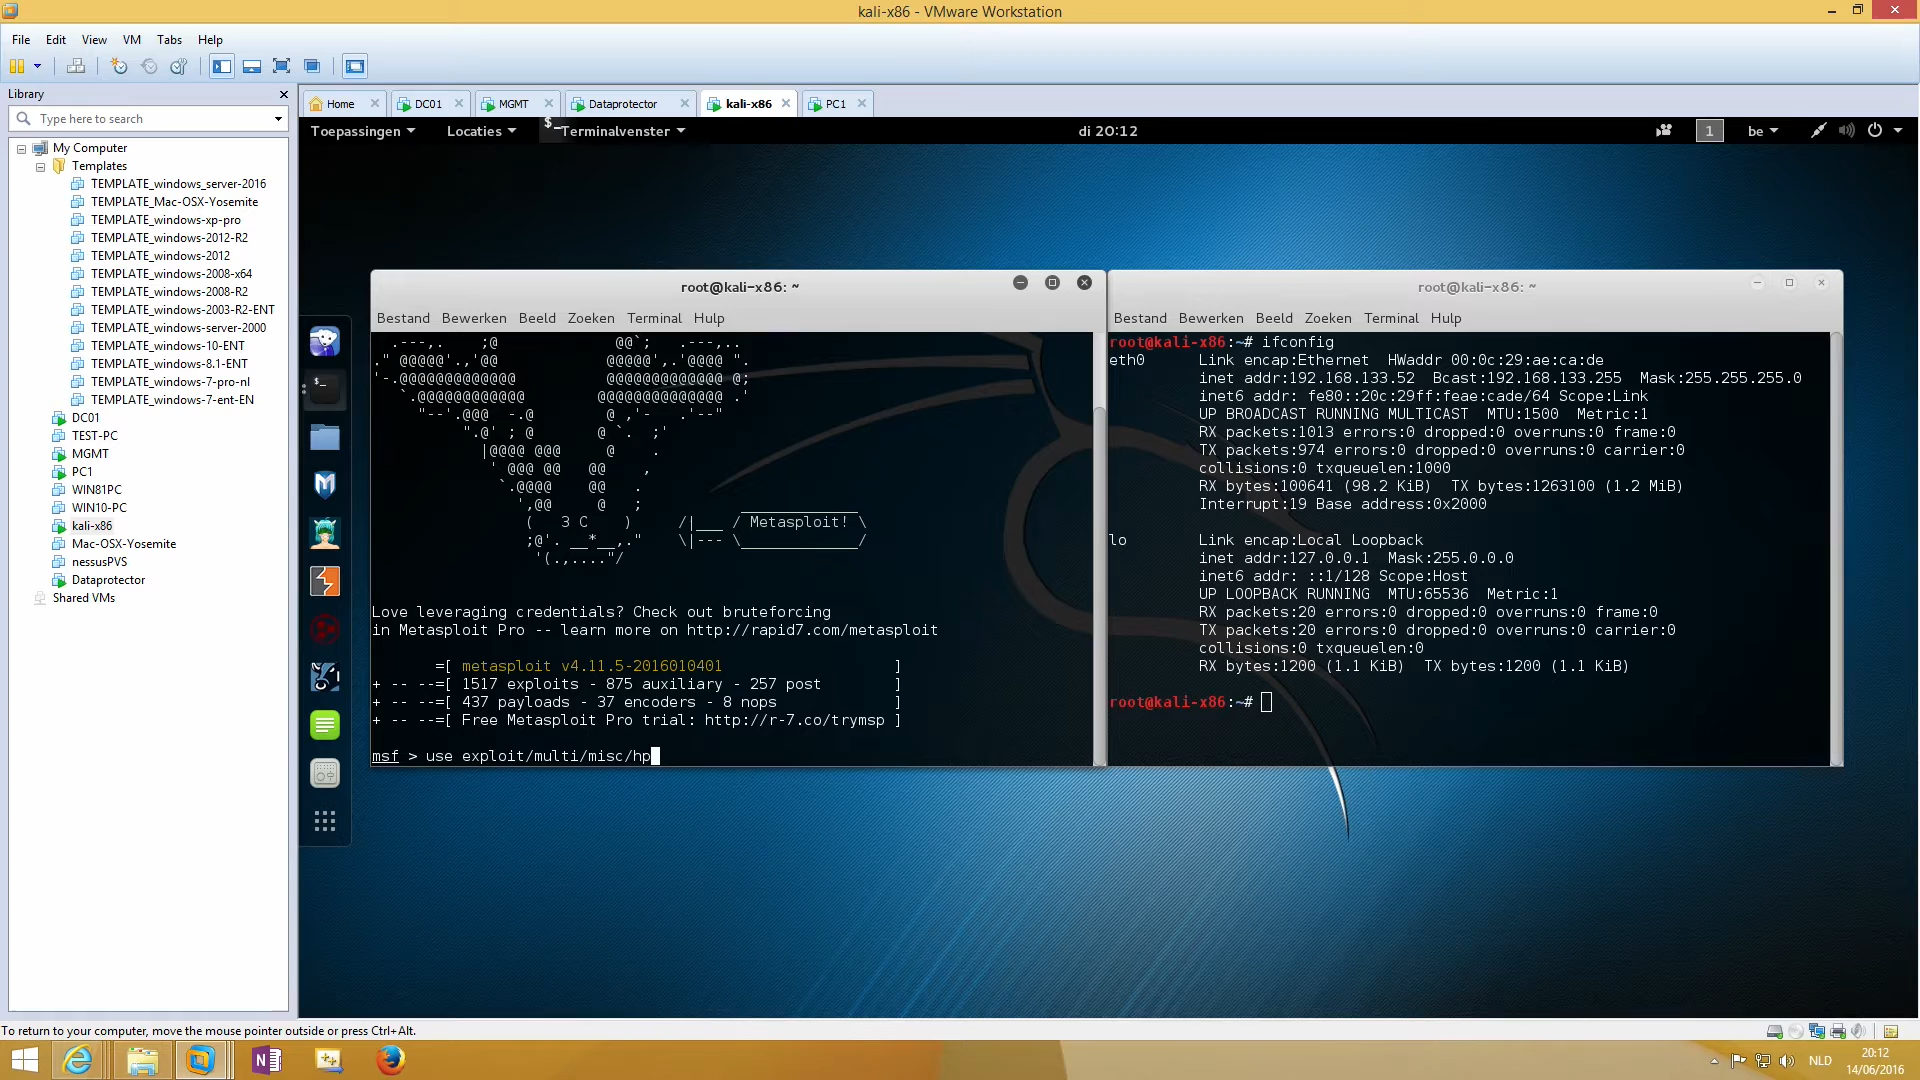 kali-x86 - VMware Workstation
File Edit View VM Tabs Help
Library
Type here to search
My Computer
Templates
TEMPLATE_windows_server-2016
TEMPLATE_Mac-OSX-Yosemite
TEMPLATE_windows-xp-pro
TEMPLATE_windows-2012-R2
TEMPLATE_windows-2012
TEMPLATE_windows-2008-x64
TEMPLATE_windows-2008-R2
TEMPLATE_windows-2003-R2-ENT
TEMPLATE_windows-server-2000
TEMPLATE_windows-10-ENT
TEMPLATE_windows-8.1-ENT
TEMPLATE_windows-7-pro-nl
TEMPLATE_windows-7-ent-EN
DC01
TEST-PC
MGMT
PC1
WIN81PC
WIN10-PC
kali-x86
Mac-OSX-Yosemite
nessusPVS
Dataprotector
Shared VMs
Home DC01 MGMT Dataprotector kali-x86 PC1
Toepassingen Locaties Terminalvenster di 20:12 1 be
root@kali-x86: ~
Bestand Bewerken Beeld Zoeken Terminal Hulp
Metasploit!
Love leveraging credentials? Check out bruteforcing
in Metasploit Pro -- learn more on http://rapid7.com/metasploit
=[ metasploit v4.11.5-2016010401 ]
+ -- --=[ 1517 exploits - 875 auxiliary - 257 post ]
+ -- --=[ 437 payloads - 37 encoders - 8 nops ]
+ -- --=[ Free Metasploit Pro trial: http://r-7.co/trymsp ]
msf > use exploit/multi/misc/hp
root@kali-x86: ~
Bestand Bewerken Beeld Zoeken Terminal Hulp
root@kali-x86:~# ifconfig
eth0 Link encap:Ethernet HWaddr 00:0c:29:ae:ca:de
inet addr:192.168.133.52 Bcast:192.168.133.255 Mask:255.255.255.0
inet6 addr: fe80::20c:29ff:feae:cade/64 Scope:Link
UP BROADCAST RUNNING MULTICAST MTU:1500 Metric:1
RX packets:1013 errors:0 dropped:0 overruns:0 frame:0
TX packets:974 errors:0 dropped:0 overruns:0 carrier:0
collisions:0 txqueuelen:1000
RX bytes:100641 (98.2 KiB) TX bytes:1263100 (1.2 MiB)
Interrupt:19 Base address:0x2000
lo Link encap:Local Loopback
inet addr:127.0.0.1 Mask:255.0.0.0
inet6 addr: ::1/128 Scope:Host
UP LOOPBACK RUNNING MTU:65536 Metric:1
RX packets:20 errors:0 dropped:0 overruns:0 frame:0
TX packets:20 errors:0 dropped:0 overruns:0 carrier:0
collisions:0 txqueuelen:0
RX bytes:1200 (1.1 KiB) TX bytes:1200 (1.1 KiB)
root@kali-x86:~#
To return to your computer, move the mouse pointer outside or press Ctrl+Alt.
NLD
20:12
14/06/2016